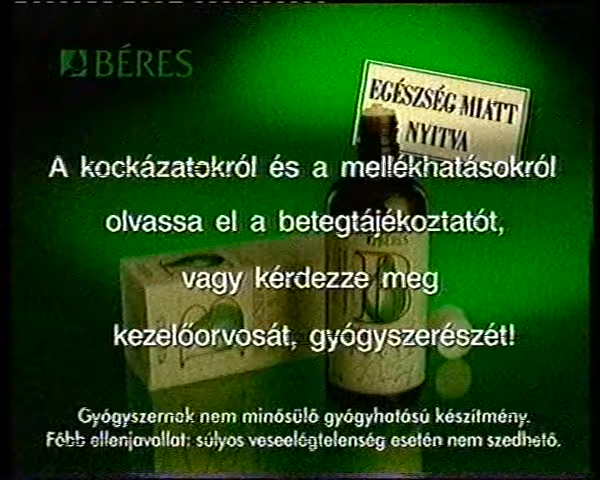 BÉRES
EGÉSZSÉG MIATT
NYITVA
A kockázatokról és a mellékhatásokról
olvassa el a betegtájékoztatót,
BÉRES
vagy kérdezze meg
kezelőorvosát, gyógyszerészét!
Gyógyszernek nem minősülő gyógyhatású készítmény.
Főbb ellenjavallat: súlyos veseelégtelenség esetén nem szedhető.